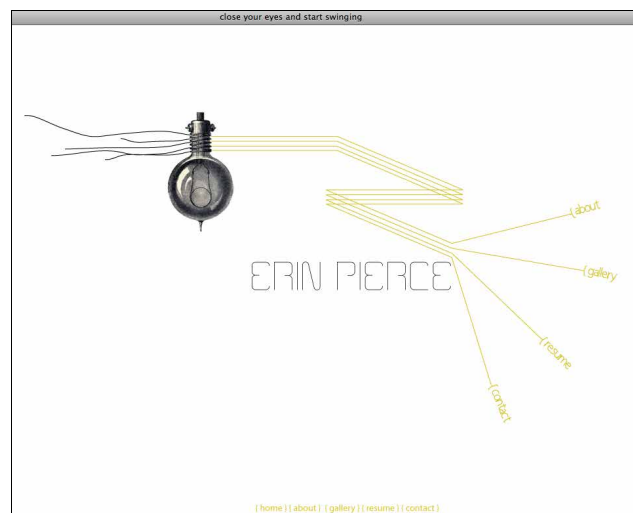 close your eyes and start swinging
{ about
{ gallery
ERIN PIERCE
{ resume
{ contact
{ home } { about } { gallery } { resume } { contact }